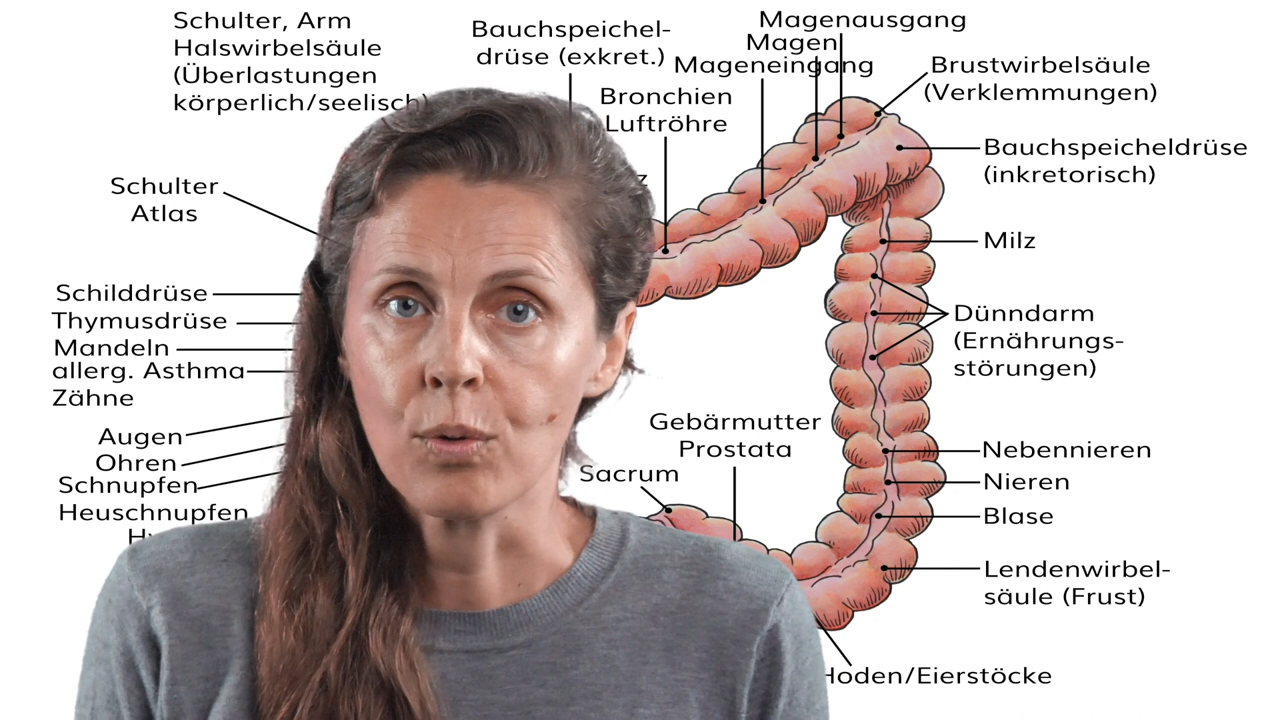 Schulter, Arm
Halswirbelsäule
(Überlastungen
körperlich/seelisch)
Bauchspeichel-
drüse (exkret.)
Magenausgang
Magen
Mageneingang
Bronchien
Luftröhre
Brustwirbelsäule
(Verklemmungen)
Bauchspeicheldrüse
(inkretorisch)
Schulter
Atlas
Milz
Schilddrüse
Thymusdrüse
Mandeln
allerg. Asthma
Zähne
Dünndarm
(Ernährungs-
störungen)
Augen
Ohren
Schnupfen
Heuschnupfen
Gebärmutter
Prostata
Sacrum
Nebennieren
Nieren
Blase
Lendenwirbel-
säule (Frust)
Hoden/Eierstöcke